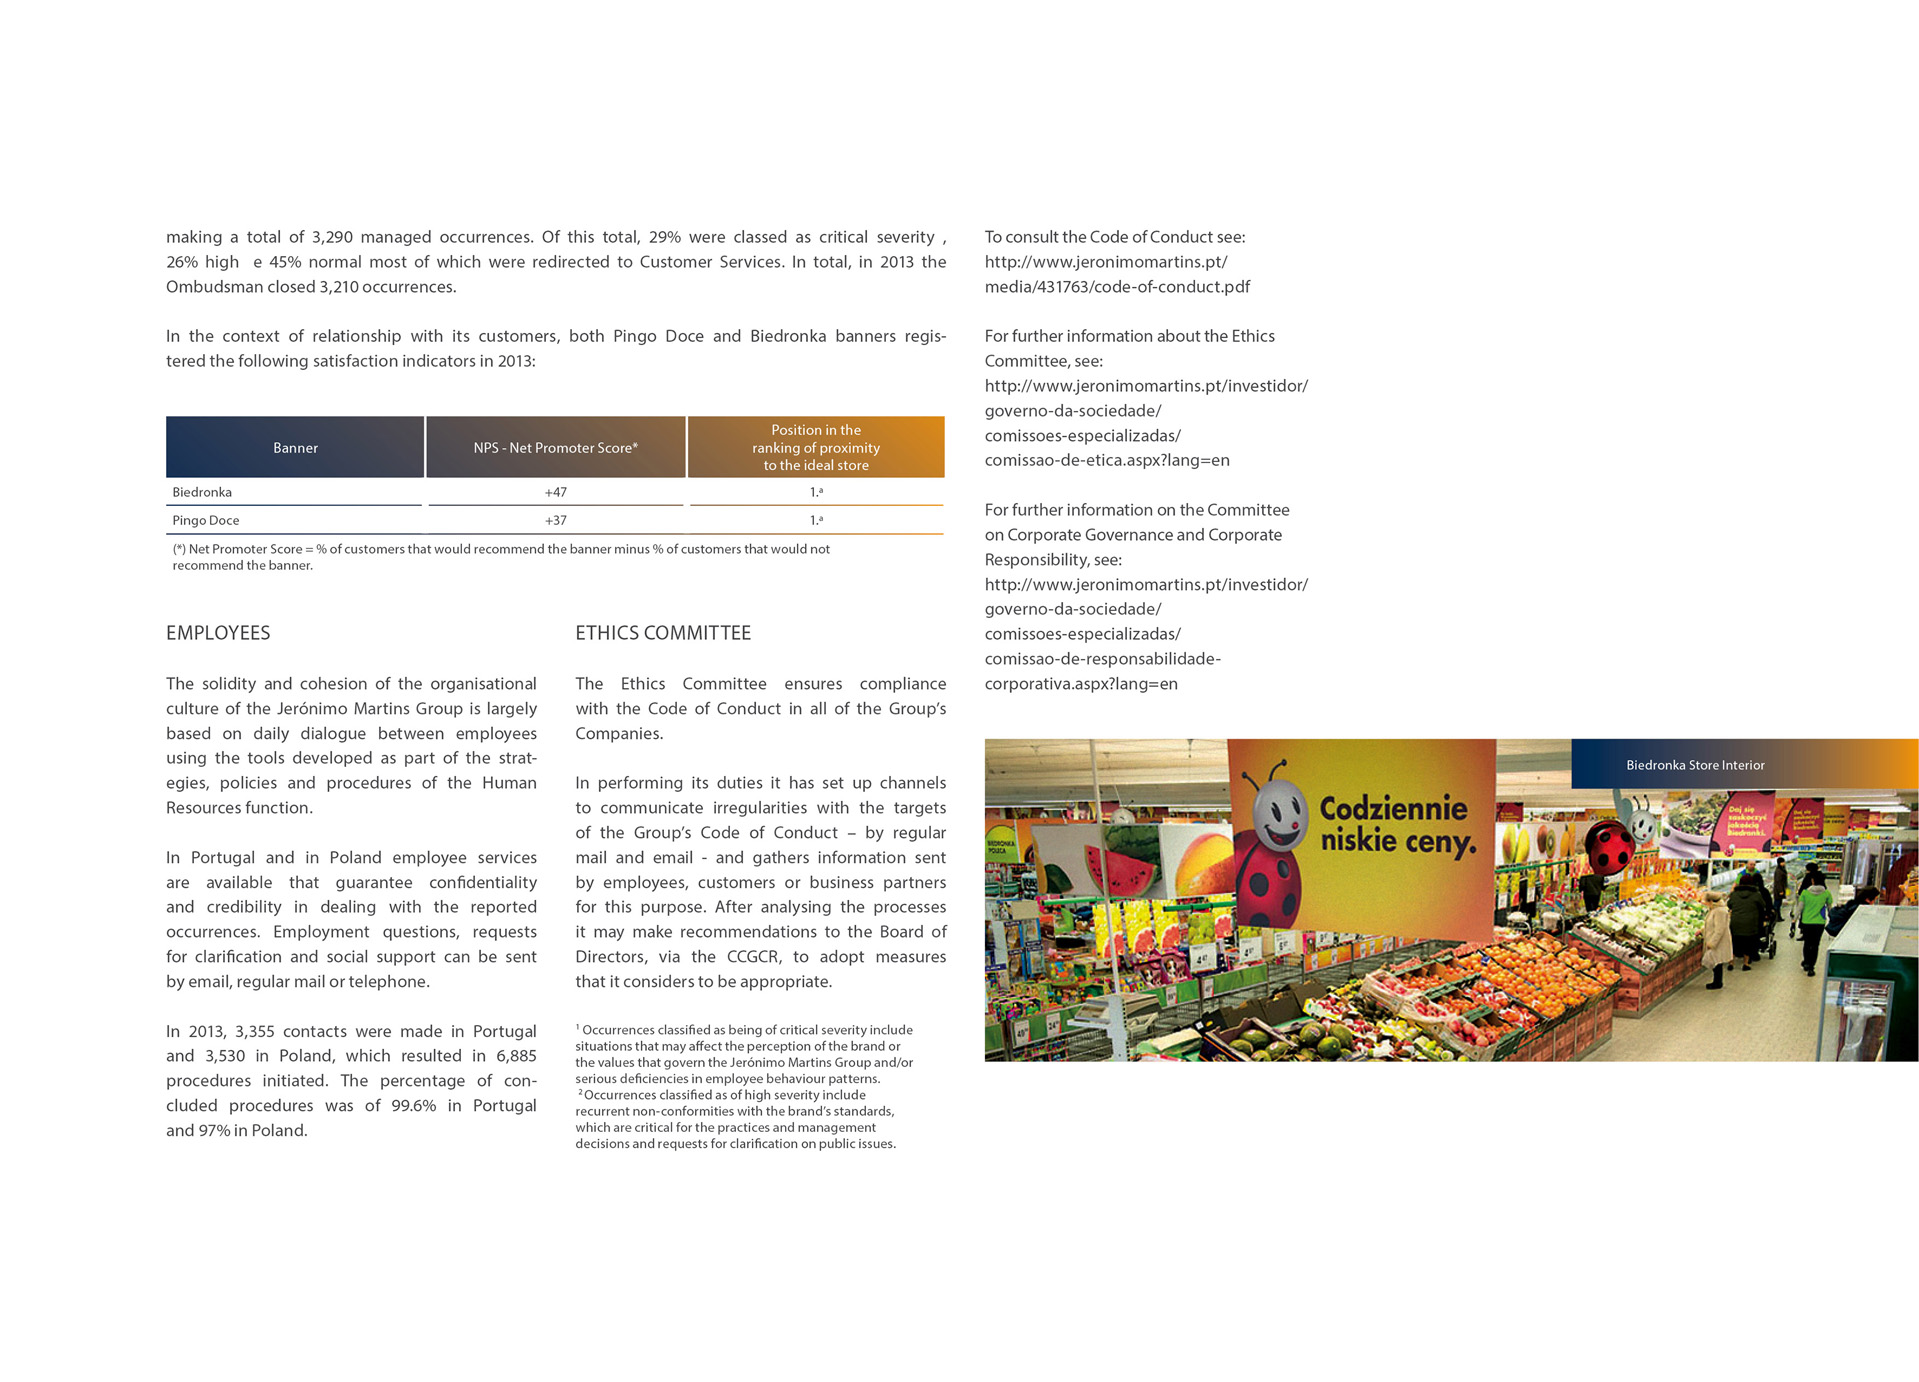 making a total of 3,290 managed occurrences. Of this total, 29% were classed as critical severity ,
26% high e 45% normal most of which were redirected to Customer Services. In total, in 2013 the
Ombudsman closed 3,210 occurrences.
In the context of relationship with its customers, both Pingo Doce and Biedronka banners regis-
tered the following satisfaction indicators in 2013:
Banner
NPS - Net Promoter Score*
Position in the
ranking of proximity
to the ideal store
Biedronka +47 1.ª
Pingo Doce +37 1.ª
(*) Net Promoter Score = % of customers that would recommend the banner minus % of customers that would not
recommend the banner.
EMPLOYEES
The solidity and cohesion of the organisational
culture of the Jerónimo Martins Group is largely
based on daily dialogue between employees
using the tools developed as part of the strat-
egies, policies and procedures of the Human
Resources function.
In Portugal and in Poland employee services
are available that guarantee confidentiality
and credibility in dealing with the reported
occurrences. Employment questions, requests
for clarification and social support can be sent
by email, regular mail or telephone.
In 2013, 3,355 contacts were made in Portugal
and 3,530 in Poland, which resulted in 6,885
procedures initiated. The percentage of con-
cluded procedures was of 99.6% in Portugal
and 97% in Poland.
ETHICS COMMITTEE
The Ethics Committee ensures compliance
with the Code of Conduct in all of the Group’s
Companies.
In performing its duties it has set up channels
to communicate irregularities with the targets
of the Group’s Code of Conduct – by regular
mail and email - and gathers information sent
by employees, customers or business partners
for this purpose. After analysing the processes
it may make recommendations to the Board of
Directors, via the CCGCR, to adopt measures
that it considers to be appropriate.
1 Occurrences classified as being of critical severity include
situations that may affect the perception of the brand or
the values that govern the Jerónimo Martins Group and/or
serious deficiencies in employee behaviour patterns.
2 Occurrences classified as of high severity include
recurrent non-conformities with the brand’s standards,
which are critical for the practices and management
decisions and requests for clarification on public issues.
To consult the Code of Conduct see:
http://www.jeronimomartins.pt/
media/431763/code-of-conduct.pdf
For further information about the Ethics
Committee, see:
http://www.jeronimomartins.pt/investidor/
governo-da-sociedade/
comissoes-especializadas/
comissao-de-etica.aspx?lang=en
For further information on the Committee
on Corporate Governance and Corporate
Responsibility, see:
http://www.jeronimomartins.pt/investidor/
governo-da-sociedade/
comissoes-especializadas/
comissao-de-responsabilidade-
corporativa.aspx?lang=en
Biedronka Store Interior
Codziennie
niskie ceny.
BIEDRONKA
POLECA
Daj się
zaskoczyć
jakością
Biedronki.